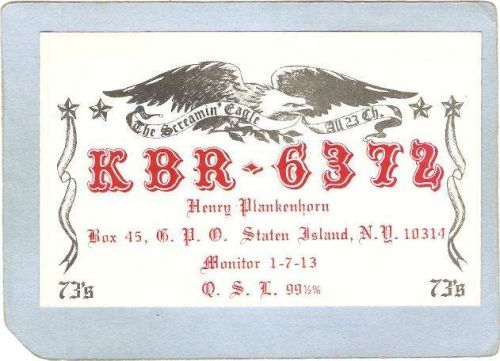 The Screamin' Eagle
All 23 Ch.
KBR-6372
Henry Plankenhorn
Box 45, G. P. O. Staten Island, N.Y. 10314
Monitor 1-7-13
73's Q. S. L. 99½% 73's